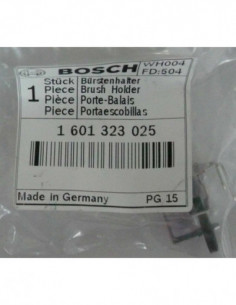 BOSCH WH004
FD:504
1
Stück Bürstenhalter
Piece Brush Holder
Pièce Porte-Balais
Piece Portaescobillas
1 601 323 025
Made in Germany PG 15